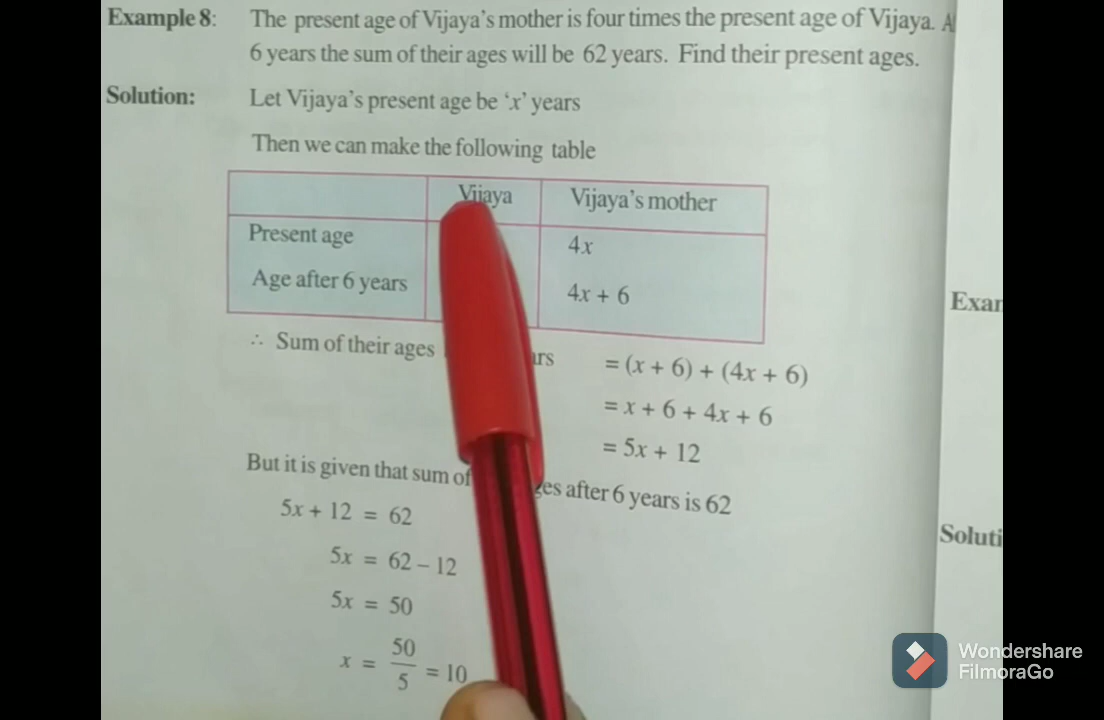 Example 8: The present age of Vijaya's mother is four times the present age of Vijaya. A
6 years the sum of their ages will be 62 years. Find their present ages.
Solution: Let Vijaya's present age be 'x' years
Then we can make the following table
Vijaya Vijaya's mother
Present age 4x
Age after 6 years 4x + 6
∴ Sum of their ages = (x + 6) + (4x + 6)
= x + 6 + 4x + 6
= 5x + 12
But it is given that sum of after 6 years is 62
5x + 12 = 62
5x = 62 – 12
5x = 50
x = 50/5 = 10
Exar
Soluti
Wondershare
FilmoraGo